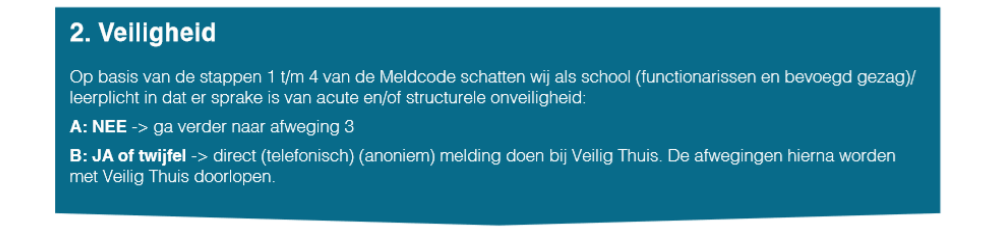 2. Veiligheid
Op basis van de stappen 1 t/m 4 van de Meldcode schatten wij als school (functionarissen en bevoegd gezag)/
leerplicht in dat er sprake is van acute en/of structurele onveiligheid:
A: NEE -> ga verder naar afweging 3
B: JA of twijfel -> direct (telefonisch) (anoniem) melding doen bij Veilig Thuis. De afwegingen hierna worden
met Veilig Thuis doorlopen.